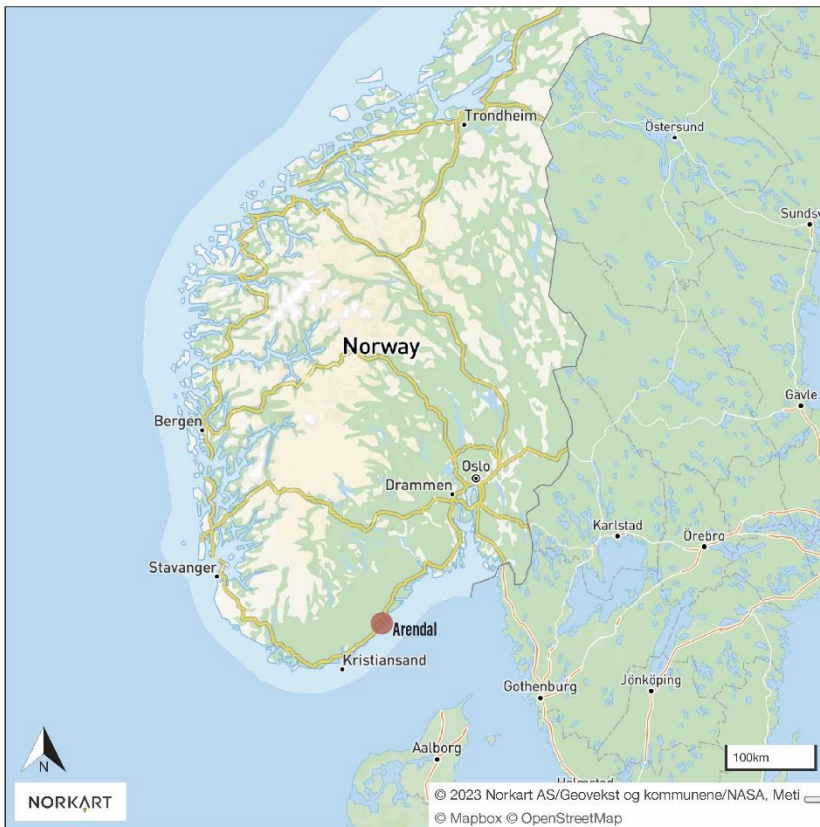 Trondheim
Östersund
Sundsv
Norway
Gävle
Bergen
Oslo
Drammen
Karlstad
Örebro
Stavanger
Arendal
Kristiansand
Gothenburg
Jönköping
Aalborg
Halmstad
N
100km
NORKART
© 2023 Norkart AS/Geovekst og kommunene/NASA, Meti
© Mapbox © OpenStreetMap